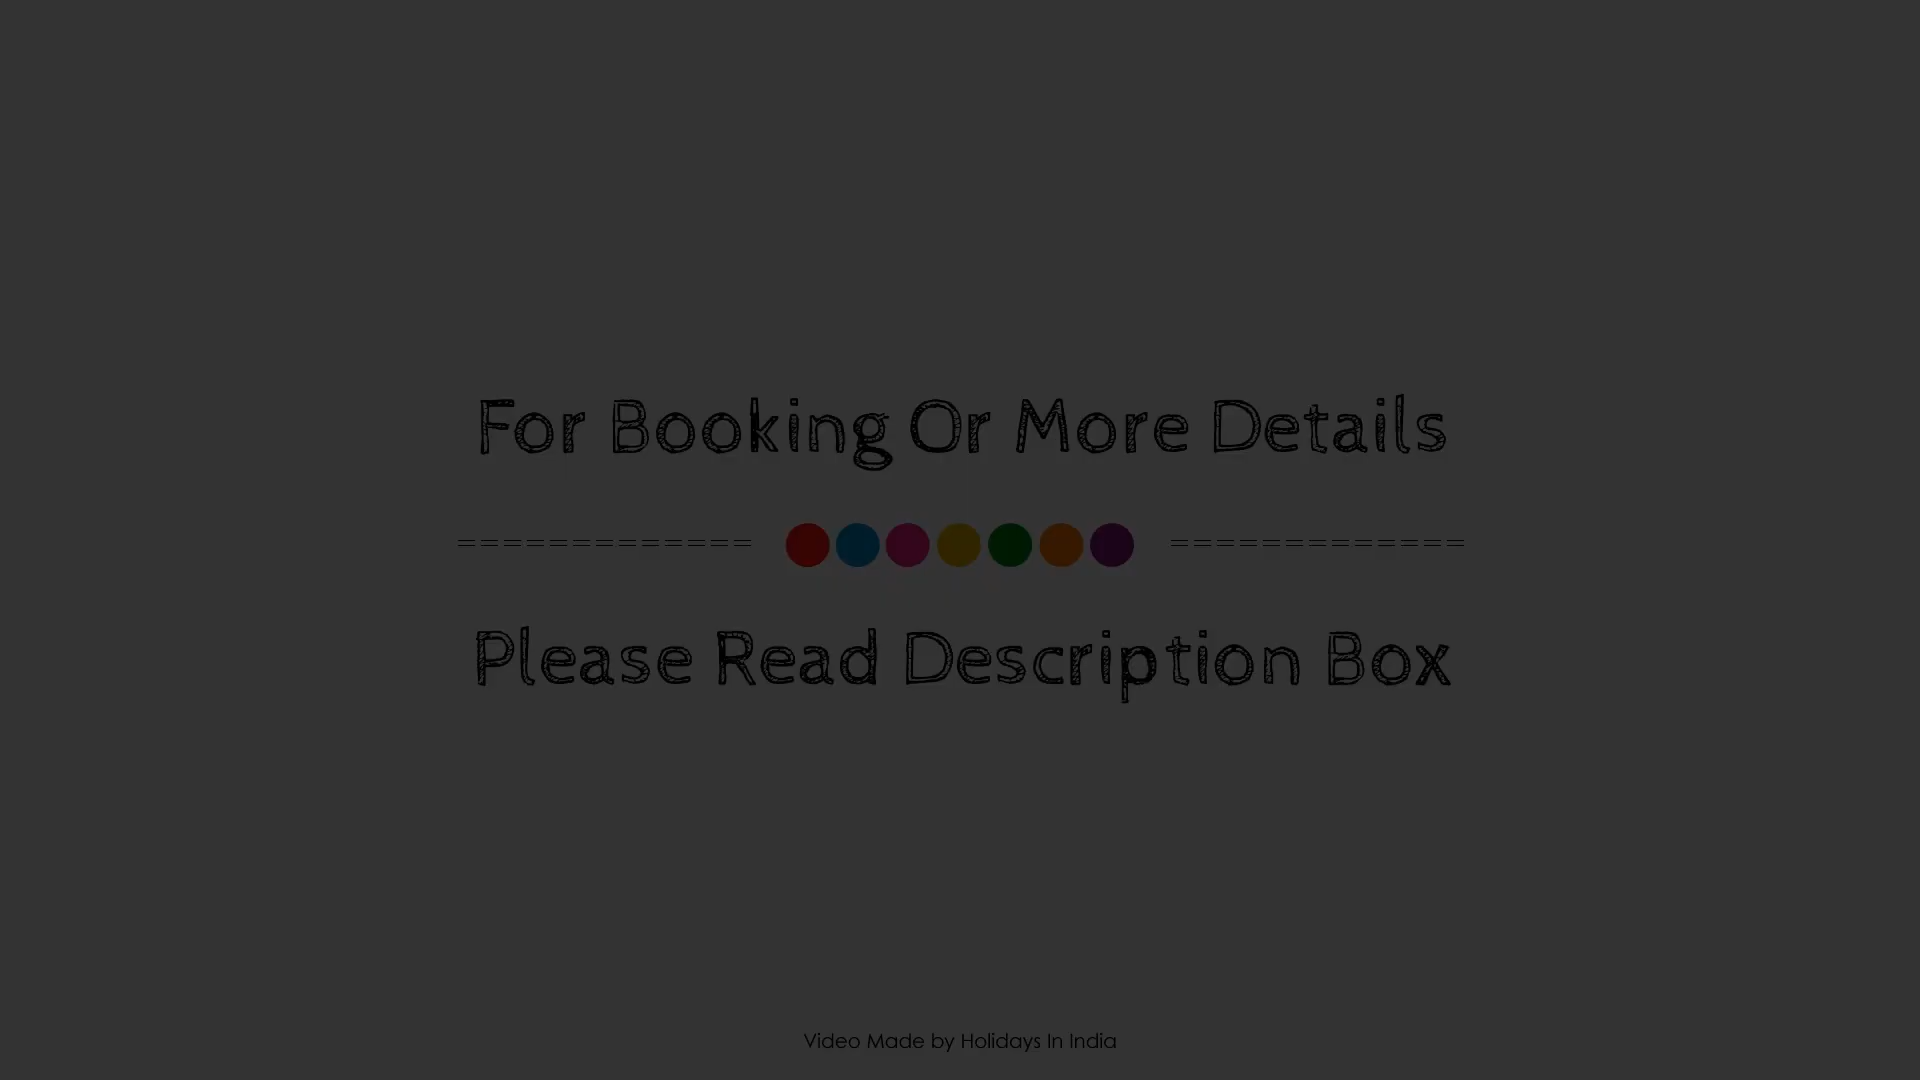 For Booking Or More Details
============= =============
Please Read Description Box
Video Made by Holidays In India